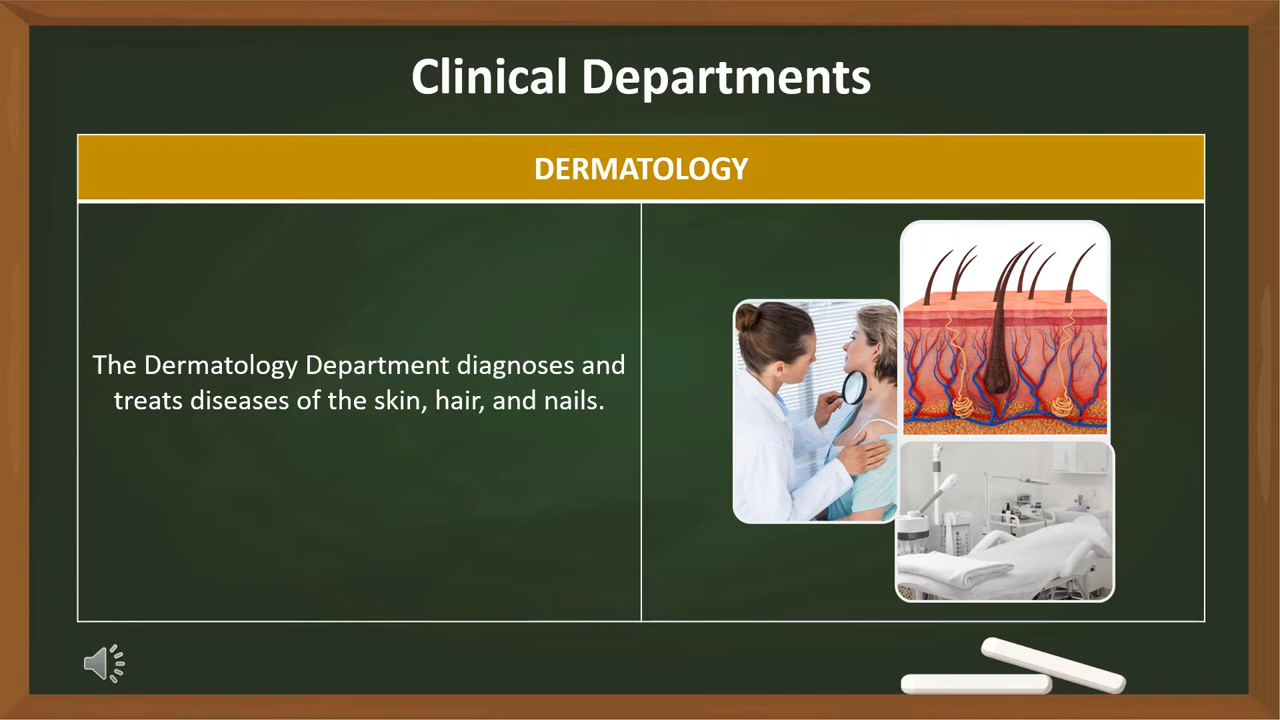 Clinical Departments
DERMATOLOGY
The Dermatology Department diagnoses and
treats diseases of the skin, hair, and nails.